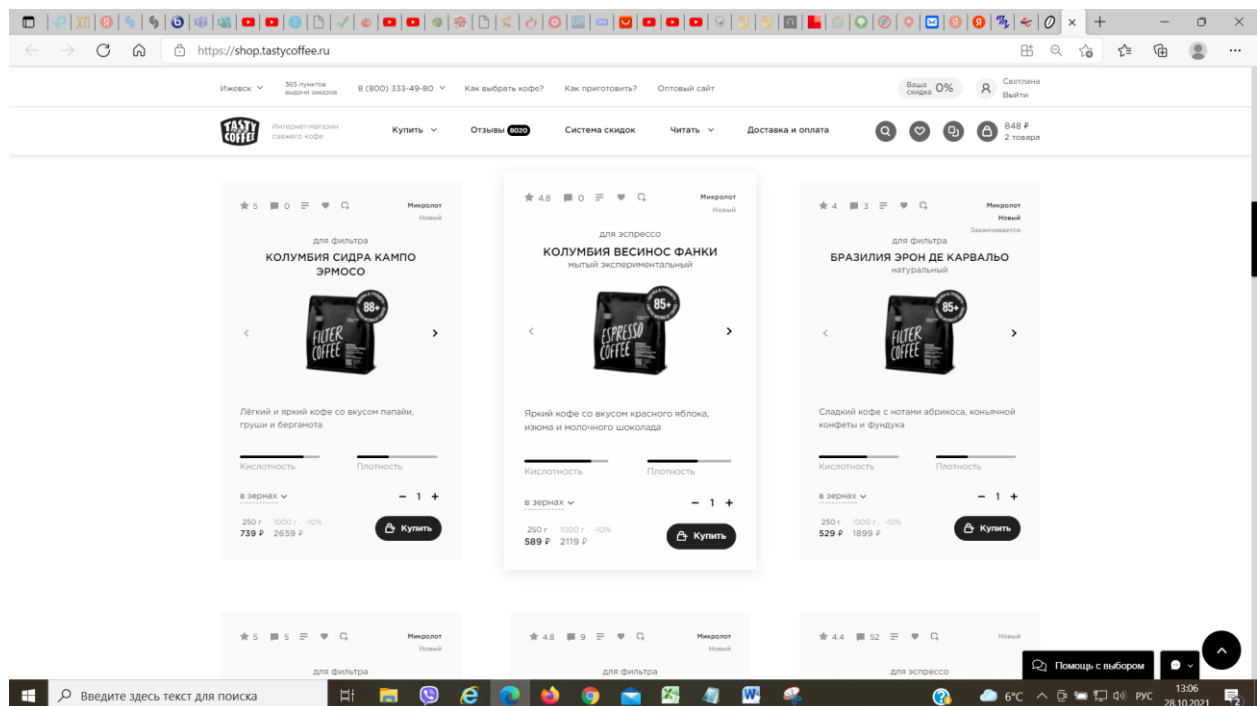 https://shop.tastycoffee.ru
Ижевск
365 пунктов
выдачи заказов
8 (800) 333-49-80
Как выбрать кофе?
Как приготовить?
Оптовый сайт
Ваша
скидка
0%
Светлана
Выйти
TASTY
COFFEE
Интернет-магазин
свежего кофе
Купить
Отзывы 8020
Система скидок
Читать
Доставка и оплата
848 ₽
2 товара
5 0
Микролот
Новый
для фильтра
КОЛУМБИЯ СИДРА КАМПО
ЭРМОСО
88+
FILTER
COFFEE
Лёгкий и яркий кофе со вкусом папайи,
груши и бергамота
Кислотность
Плотность
в зернах
– 1 +
250 г 1000 г. -10%
739 ₽ 2659 ₽
Купить
4.8 0
Микролот
Новый
для эспрессо
КОЛУМБИЯ ВЕСИНОС ФАНКИ
мытый экспериментальный
85+
ESPRESSO
COFFEE
Яркий кофе со вкусом красного яблока,
изюма и молочного шоколада
Кислотность
Плотность
в зернах
– 1 +
250 г 1000 г. -10%
589 ₽ 2119 ₽
Купить
4 3
Микролот
Новый
Заканчивается
для фильтра
БРАЗИЛИЯ ЭРОН ДЕ КАРВАЛЬО
натуральный
85+
FILTER
COFFEE
Сладкий кофе с нотами абрикоса, коньячной
конфеты и фундука
Кислотность
Плотность
в зернах
– 1 +
250 г 1000 г. -10%
529 ₽ 1899 ₽
Купить
5 5
Микролот
Новый
для фильтра
4.8 9
Микролот
Новый
для фильтра
4.4 52
Новый
для эспрессо
Помощь с выбором
Введите здесь текст для поиска
6°C
РУС
13:06
28.10.2021
2